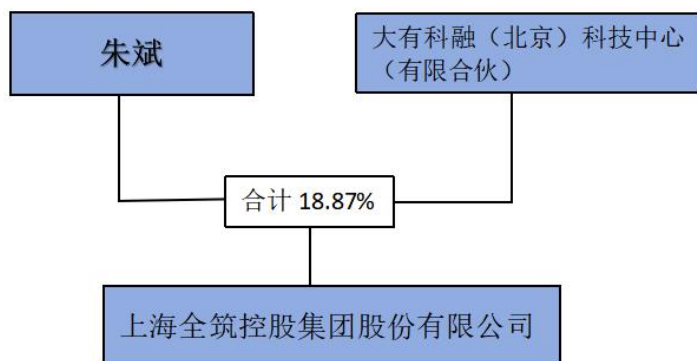 朱斌
大有科融（北京）科技中心
（有限合伙）
合计 18.87%
上海全筑控股集团股份有限公司